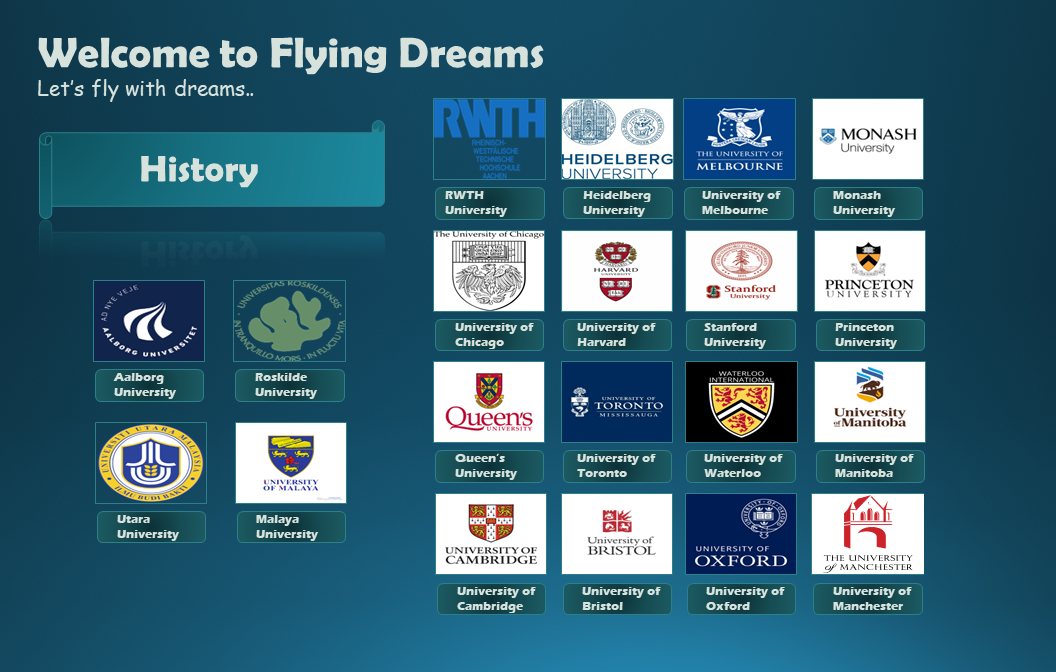 Welcome to Flying Dreams
Let's fly with dreams..
History
AD NYE VEJE
AALBORG UNIVERSITET
Aalborg
University
UNIVERSITAS ROSKILDENSIS
IN TRANQUILLO MORS - IN FLUCTU VITA
Roskilde
University
UNIVERSITI UTARA MALAYSIA
ILMU BUDI BAKTI
Utara
University
UNIVERSITY
OF MALAYA
Malaya
University
RWTH
RHEINISCH-
WESTFÄLISCHE
TECHNISCHE
HOCHSCHULE
AACHEN
RWTH
University
HEIDELBERG
UNIVERSITY
Heidelberg
University
THE UNIVERSITY OF
MELBOURNE
University of
Melbourne
MONASH
University
Monash
University
The University of Chicago
University of
Chicago
HARVARD
UNIVERSITY
University of
Harvard
Stanford
University
Stanford
University
PRINCETON
UNIVERSITY
Princeton
University
Queen's
UNIVERSITY
Queen's
University
UNIVERSITY OF
TORONTO
MISSISSAUGA
University of
Toronto
WATERLOO
INTERNATIONAL
University of
Waterloo
University
of Manitoba
University of
Manitoba
UNIVERSITY OF
CAMBRIDGE
University of
Cambridge
University of
BRISTOL
University of
Bristol
UNIVERSITY OF
OXFORD
University of
Oxford
THE UNIVERSITY
of MANCHESTER
University of
Manchester